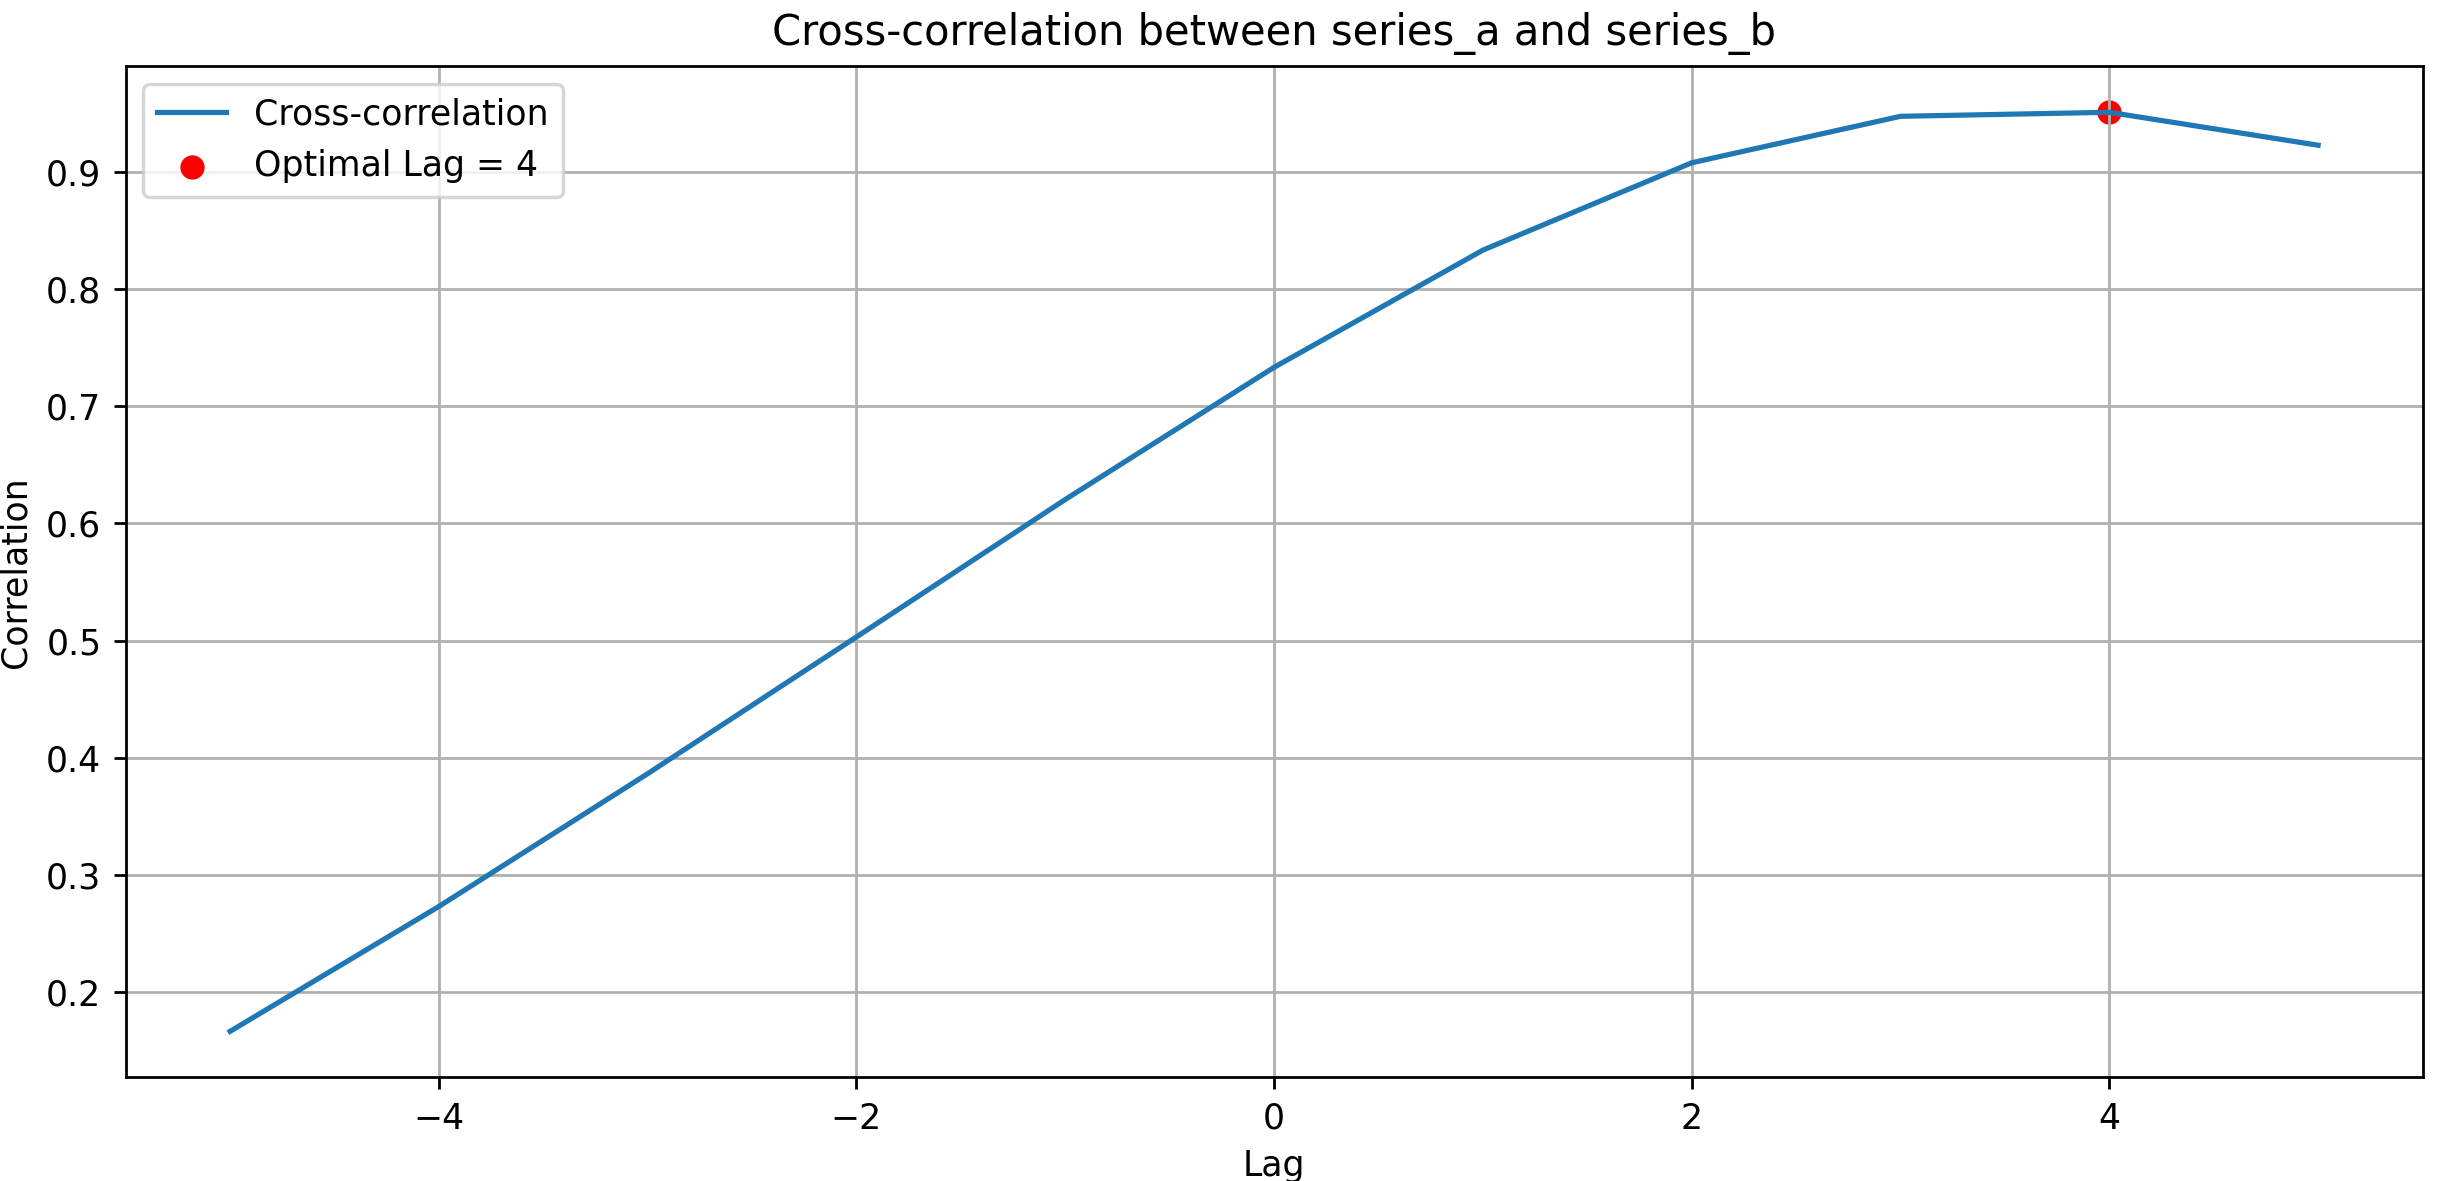 Cross-correlation between series_a and series_b
Cross-correlation
Optimal Lag = 4
0.9
0.8
0.7
0.6
0.5
0.4
0.3
0.2
Correlation
−4 −2 0 2 4
Lag